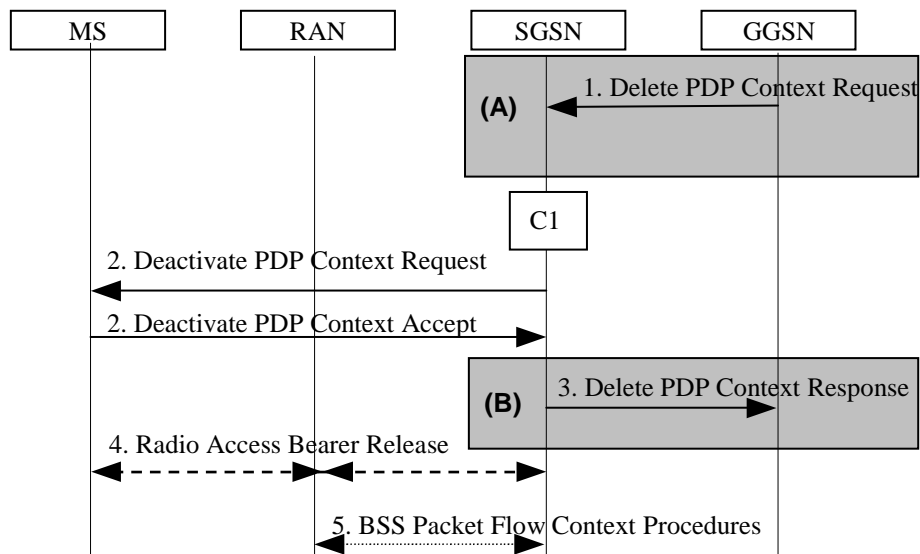 MS
RAN
SGSN
GGSN
1. Delete PDP Context Request
(A)
C1
2. Deactivate PDP Context Request
2. Deactivate PDP Context Accept
3. Delete PDP Context Response
(B)
4. Radio Access Bearer Release
5. BSS Packet Flow Context Procedures